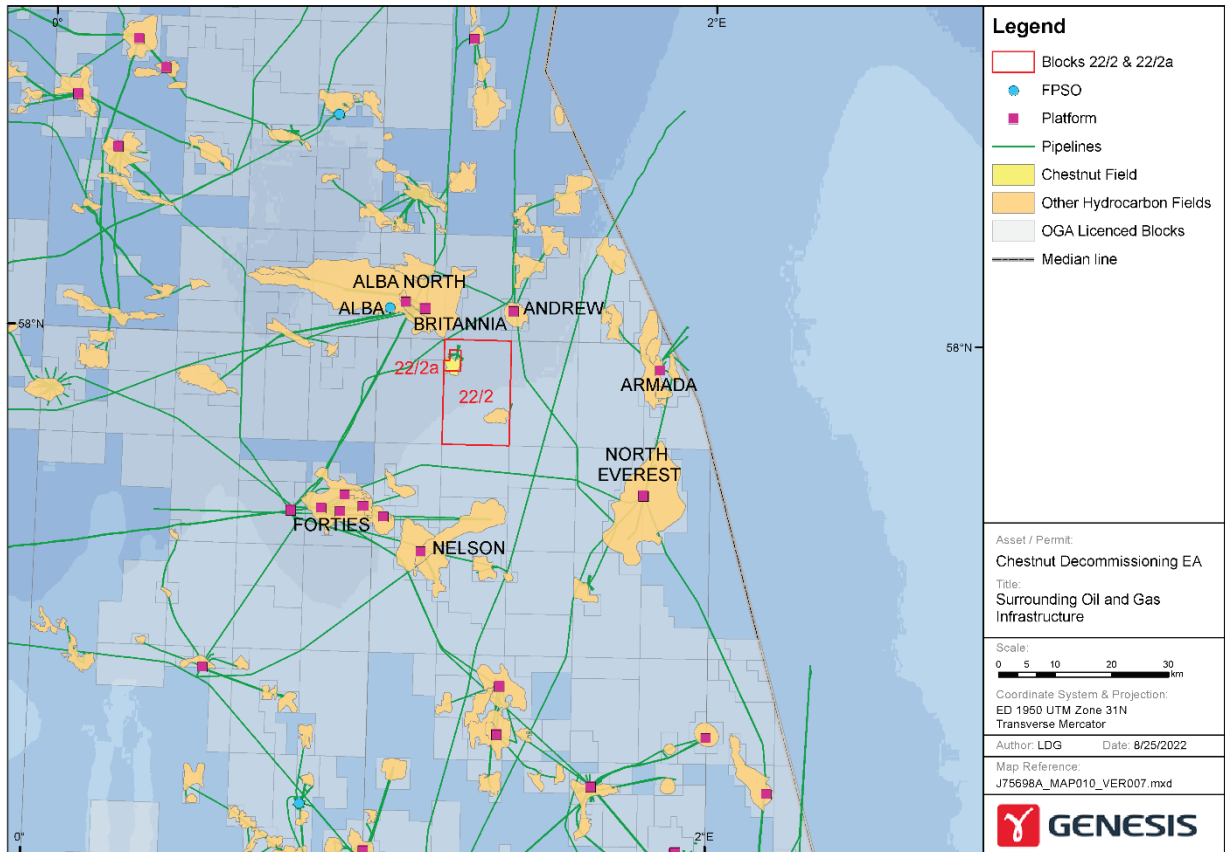 0°
2°E
58°N
58°N
ALBA NORTH
ALBA
BRITANNIA
ANDREW
22/2a
22/2
ARMADA
NORTH
EVEREST
FORTIES
NELSON
0°
2°E
Legend
Blocks 22/2 & 22/2a
FPSO
Platform
Pipelines
Chestnut Field
Other Hydrocarbon Fields
OGA Licenced Blocks
Median line
Asset / Permit:
Chestnut Decommissioning EA
Title:
Surrounding Oil and Gas
Infrastructure
Scale:
0 5 10 20 30
km
Coordinate System & Projection:
ED 1950 UTM Zone 31N
Transverse Mercator
Author: LDG Date: 8/25/2022
Map Reference:
J75698A_MAP010_VER007.mxd
GENESIS